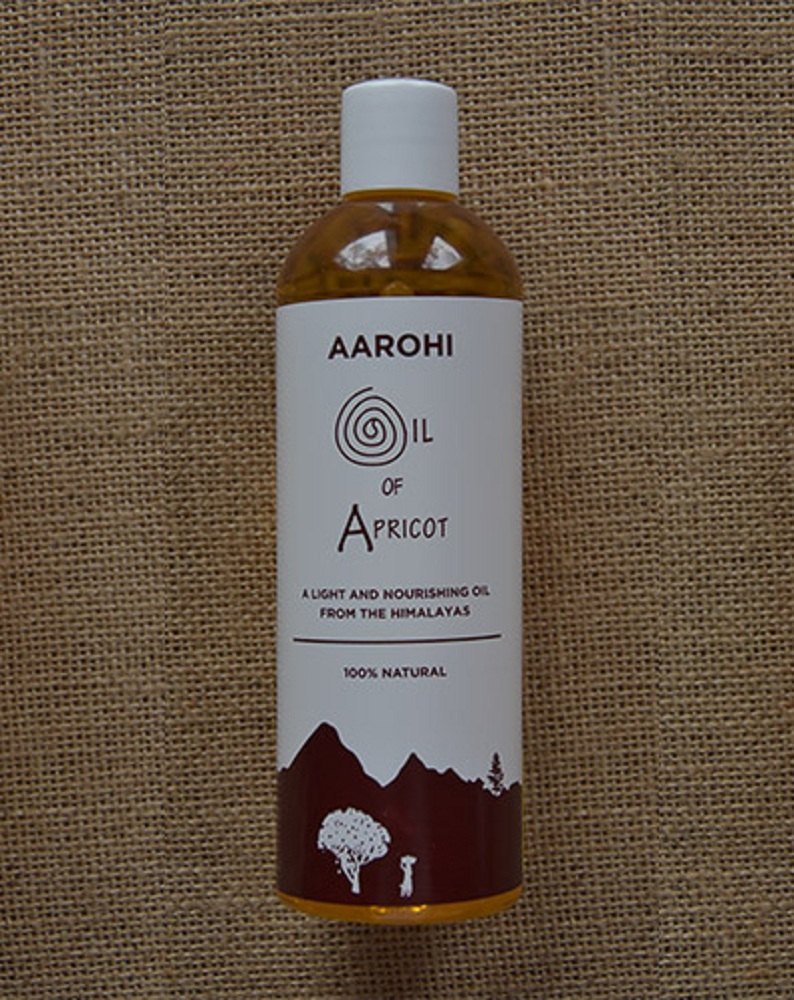 AAROHI
OIL
OF
APRICOT
A LIGHT AND NOURISHING OIL
FROM THE HIMALAYAS
100% NATURAL